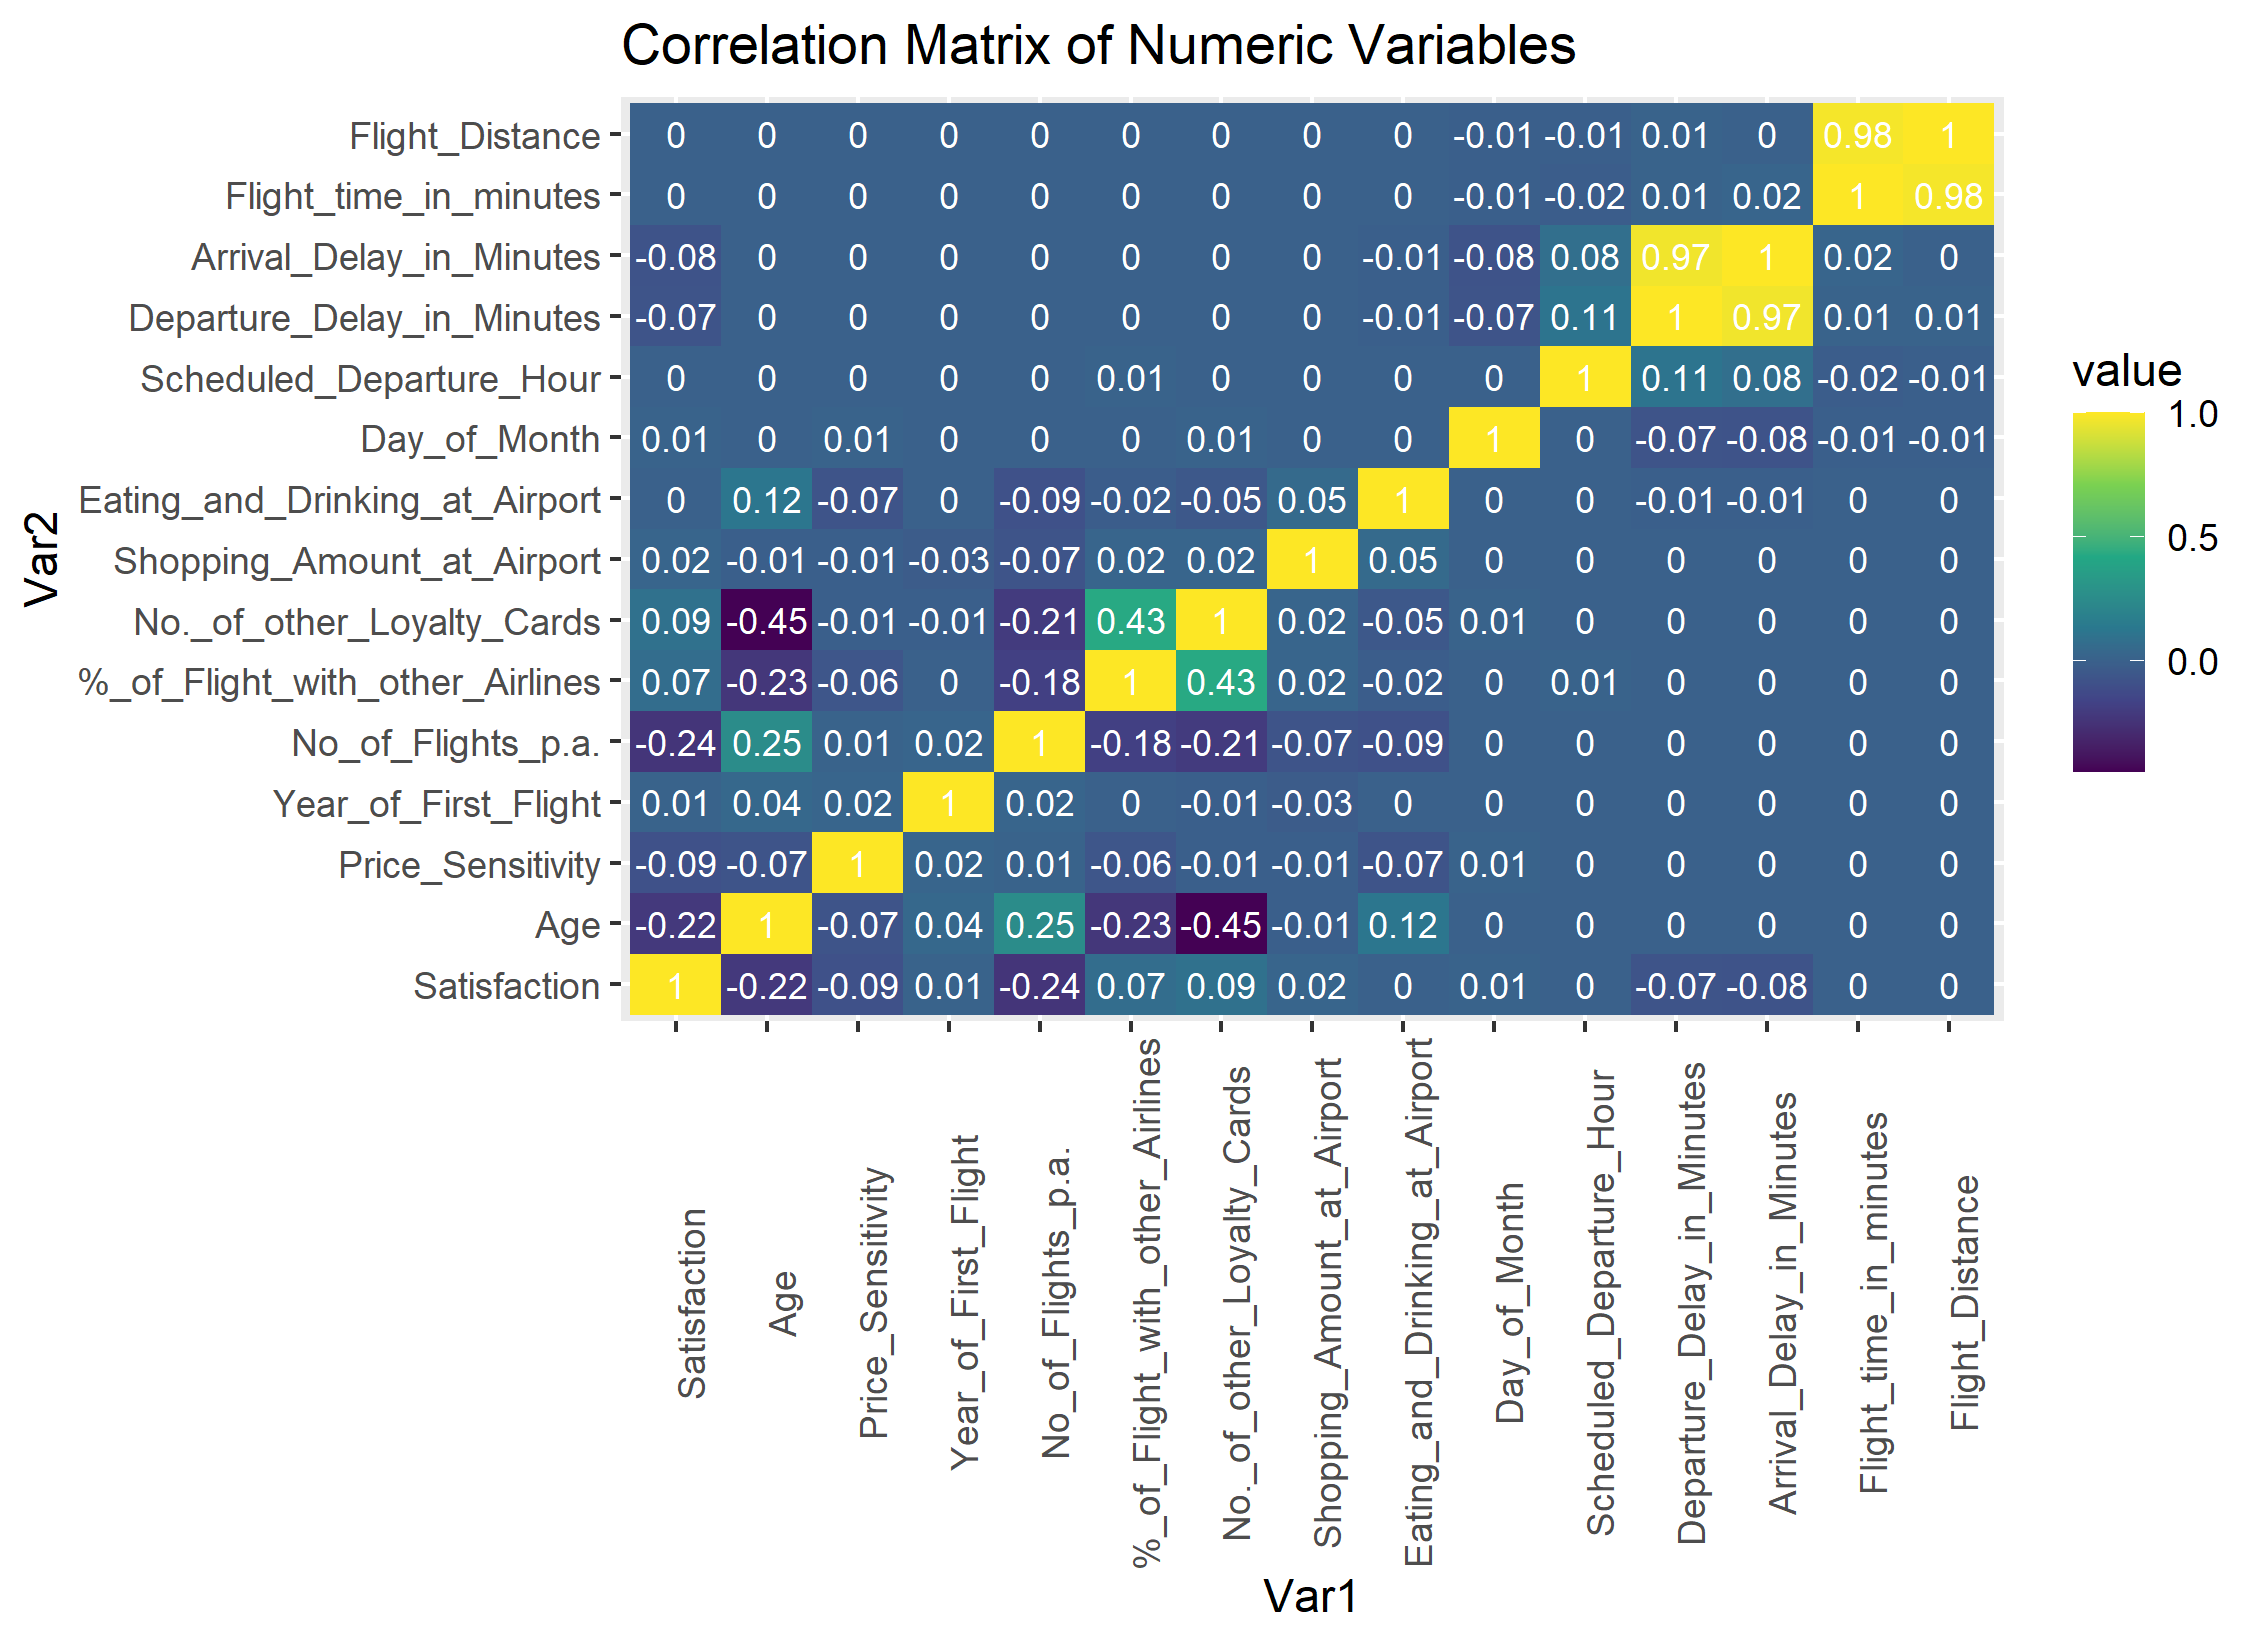 Correlation Matrix of Numeric Variables
Flight_Distance 0 0 0 0 0 0 0 0 0 -0.01 -0.01 0.01 0 0.98 1
Flight_time_in_minutes 0 0 0 0 0 0 0 0 0 -0.01 -0.02 0.01 0.02 1 0.98
Arrival_Delay_in_Minutes -0.08 0 0 0 0 0 0 0 -0.01 -0.08 0.08 0.97 1 0.02 0
Departure_Delay_in_Minutes -0.07 0 0 0 0 0 0 0 -0.01 -0.07 0.11 1 0.97 0.01 0.01
Scheduled_Departure_Hour 0 0 0 0 0 0.01 0 0 0 0 1 0.11 0.08 -0.02 -0.01
Day_of_Month 0.01 0 0.01 0 0 0 0.01 0 0 1 0 -0.07 -0.08 -0.01 -0.01
Eating_and_Drinking_at_Airport 0 0.12 -0.07 0 -0.09 -0.02 -0.05 0.05 1 0 0 -0.01 -0.01 0 0
Shopping_Amount_at_Airport 0.02 -0.01 -0.01 -0.03 -0.07 0.02 0.02 1 0.05 0 0 0 0 0 0
No._of_other_Loyalty_Cards 0.09 -0.45 -0.01 -0.01 -0.21 0.43 1 0.02 -0.05 0.01 0 0 0 0 0
%_of_Flight_with_other_Airlines 0.07 -0.23 -0.06 0 -0.18 1 0.43 0.02 -0.02 0 0.01 0 0 0 0
No_of_Flights_p.a. -0.24 0.25 0.01 0.02 1 -0.18 -0.21 -0.07 -0.09 0 0 0 0 0 0
Year_of_First_Flight 0.01 0.04 0.02 1 0.02 0 -0.01 -0.03 0 0 0 0 0 0 0
Price_Sensitivity -0.09 -0.07 1 0.02 0.01 -0.06 -0.01 -0.01 -0.07 0.01 0 0 0 0 0
Age -0.22 1 -0.07 0.04 0.25 -0.23 -0.45 -0.01 0.12 0 0 0 0 0 0
Satisfaction 1 -0.22 -0.09 0.01 -0.24 0.07 0.09 0.02 0 0.01 0 -0.07 -0.08 0 0
Var2
Satisfaction
Age
Price_Sensitivity
Year_of_First_Flight
No_of_Flights_p.a.
%_of_Flight_with_other_Airlines
No._of_other_Loyalty_Cards
Shopping_Amount_at_Airport
Eating_and_Drinking_at_Airport
Day_of_Month
Scheduled_Departure_Hour
Departure_Delay_in_Minutes
Arrival_Delay_in_Minutes
Flight_time_in_minutes
Flight_Distance
Var1
value
1.0
0.5
0.0